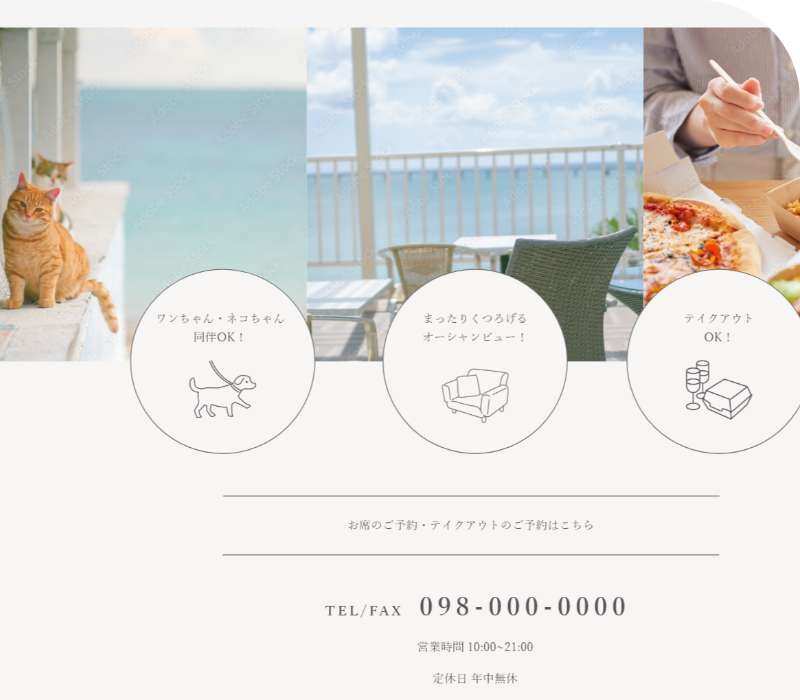 ワンちゃん・ネコちゃん
同伴OK！
まったりくつろげる
オーシャンビュー！
テイクアウト
OK！
お席のご予約・テイクアウトのご予約はこちら
TEL/FAX 098-000-0000
営業時間 10:00~21:00
定休日 年中無休